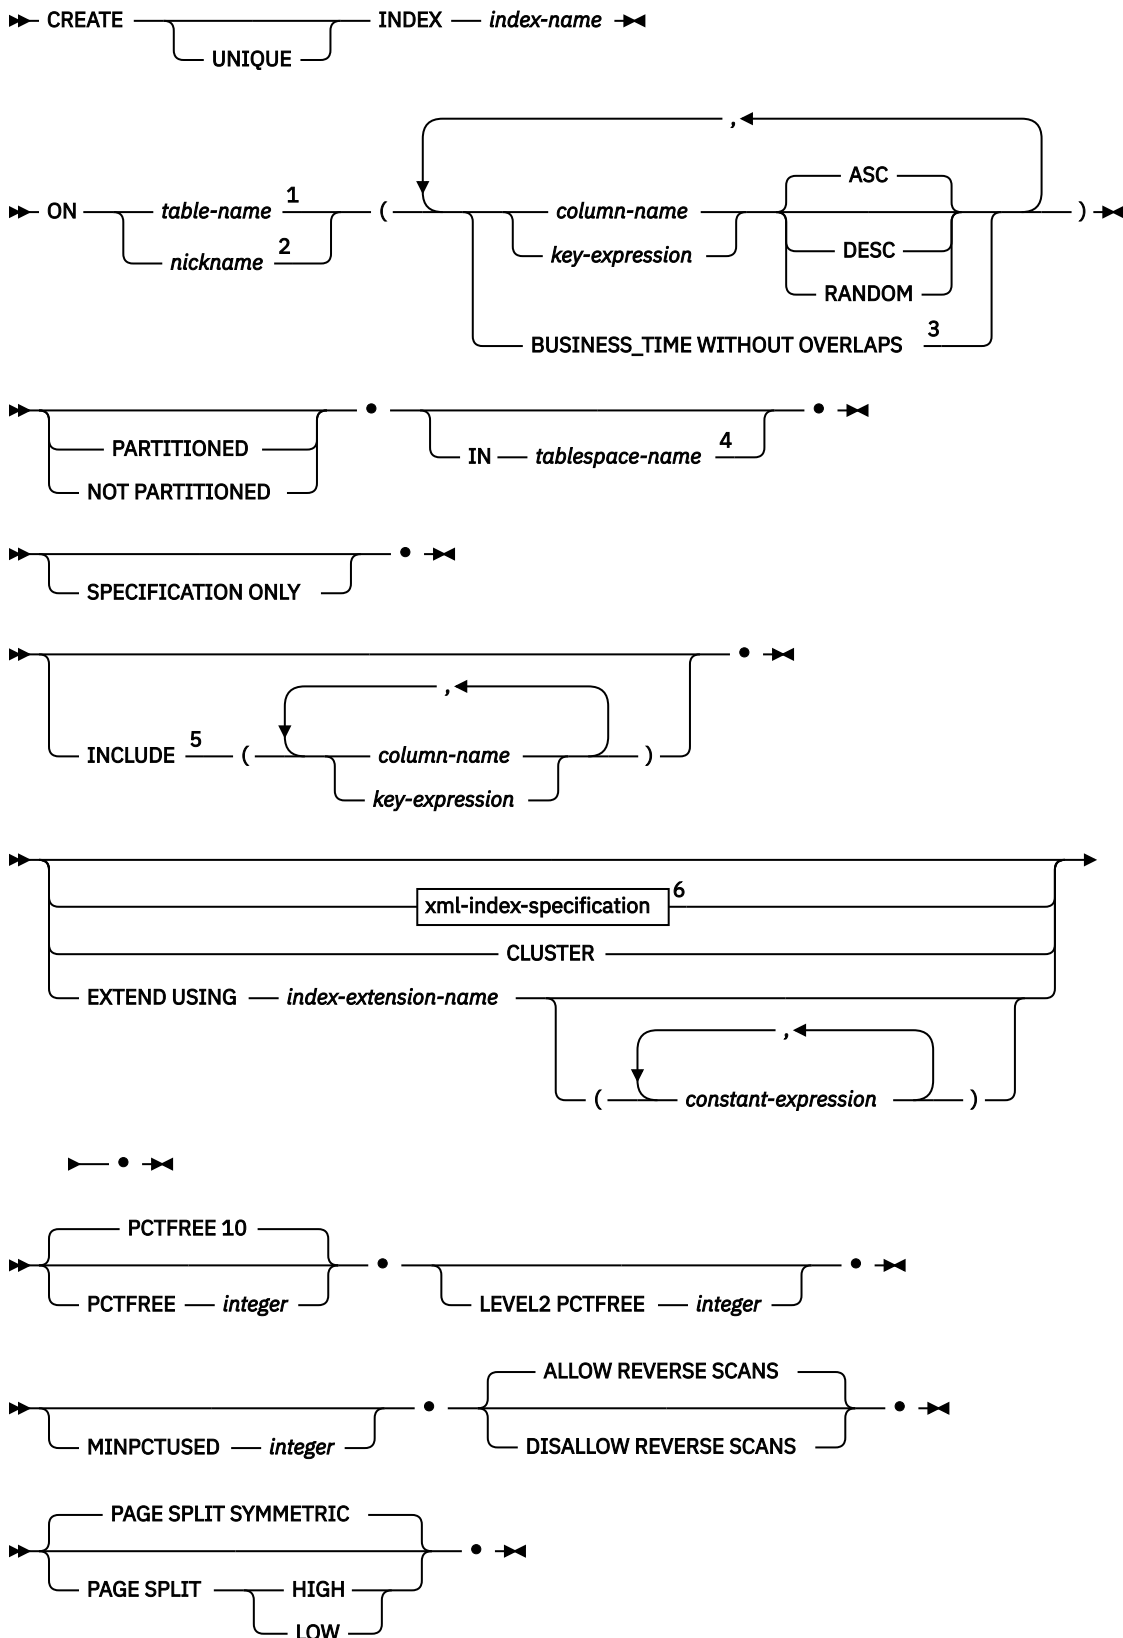 CREATE INDEX index-name
UNIQUE
,
ASC
ON table-name 1 ( column-name )
nickname 2 key-expression DESC
RANDOM
BUSINESS_TIME WITHOUT OVERLAPS 3
PARTITIONED
IN tablespace-name 4
NOT PARTITIONED
SPECIFICATION ONLY
,
INCLUDE 5 ( column-name )
key-expression
xml-index-specification 6
CLUSTER
EXTEND USING index-extension-name
,
( constant-expression )
PCTFREE 10
PCTFREE integer LEVEL2 PCTFREE integer
ALLOW REVERSE SCANS
MINPCTUSED integer DISALLOW REVERSE SCANS
PAGE SPLIT SYMMETRIC
PAGE SPLIT HIGH
LOW